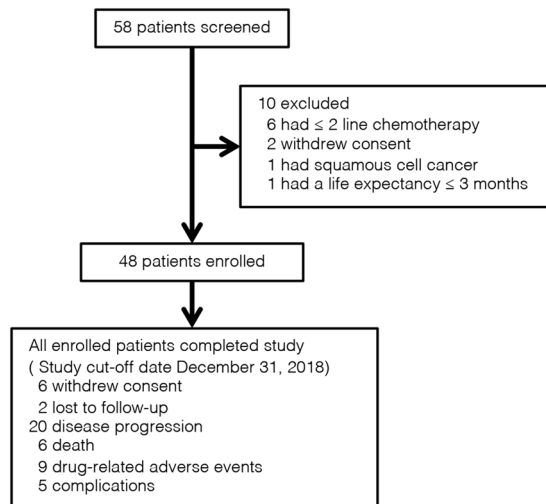 58 patients screened
10 excluded
6 had ≤ 2 line chemotherapy
2 withdrew consent
1 had squamous cell cancer
1 had a life expectancy ≤ 3 months
48 patients enrolled
All enrolled patients completed study
( Study cut-off date December 31, 2018)
6 withdrew consent
2 lost to follow-up
20 disease progression
6 death
9 drug-related adverse events
5 complications